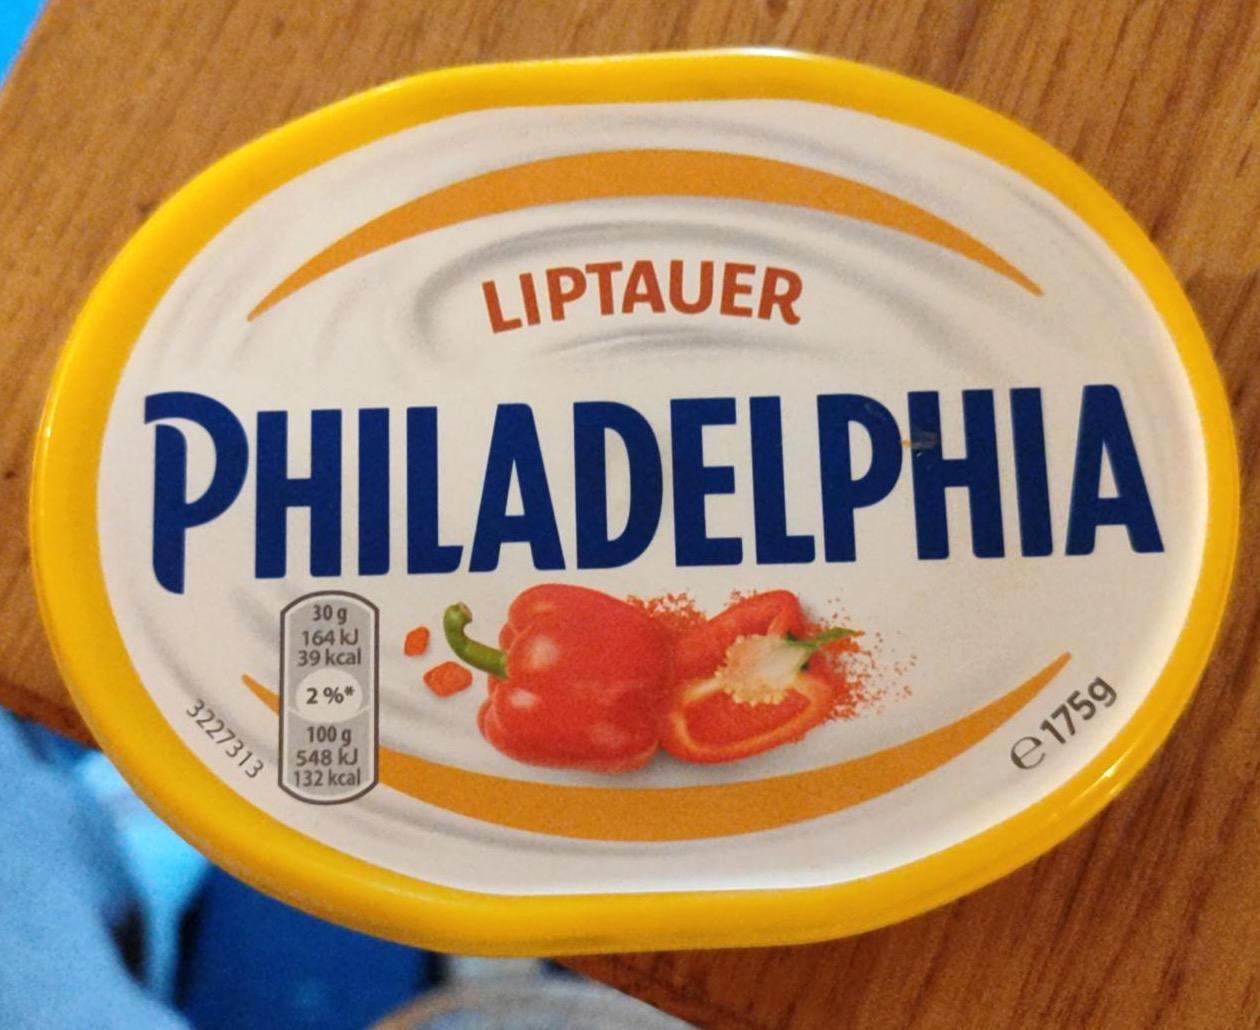 LIPTAUER
PHILADELPHIA
30 g
164 kJ
39 kcal
2 %*
100 g
548 kJ
132 kcal
3227313
e 175g